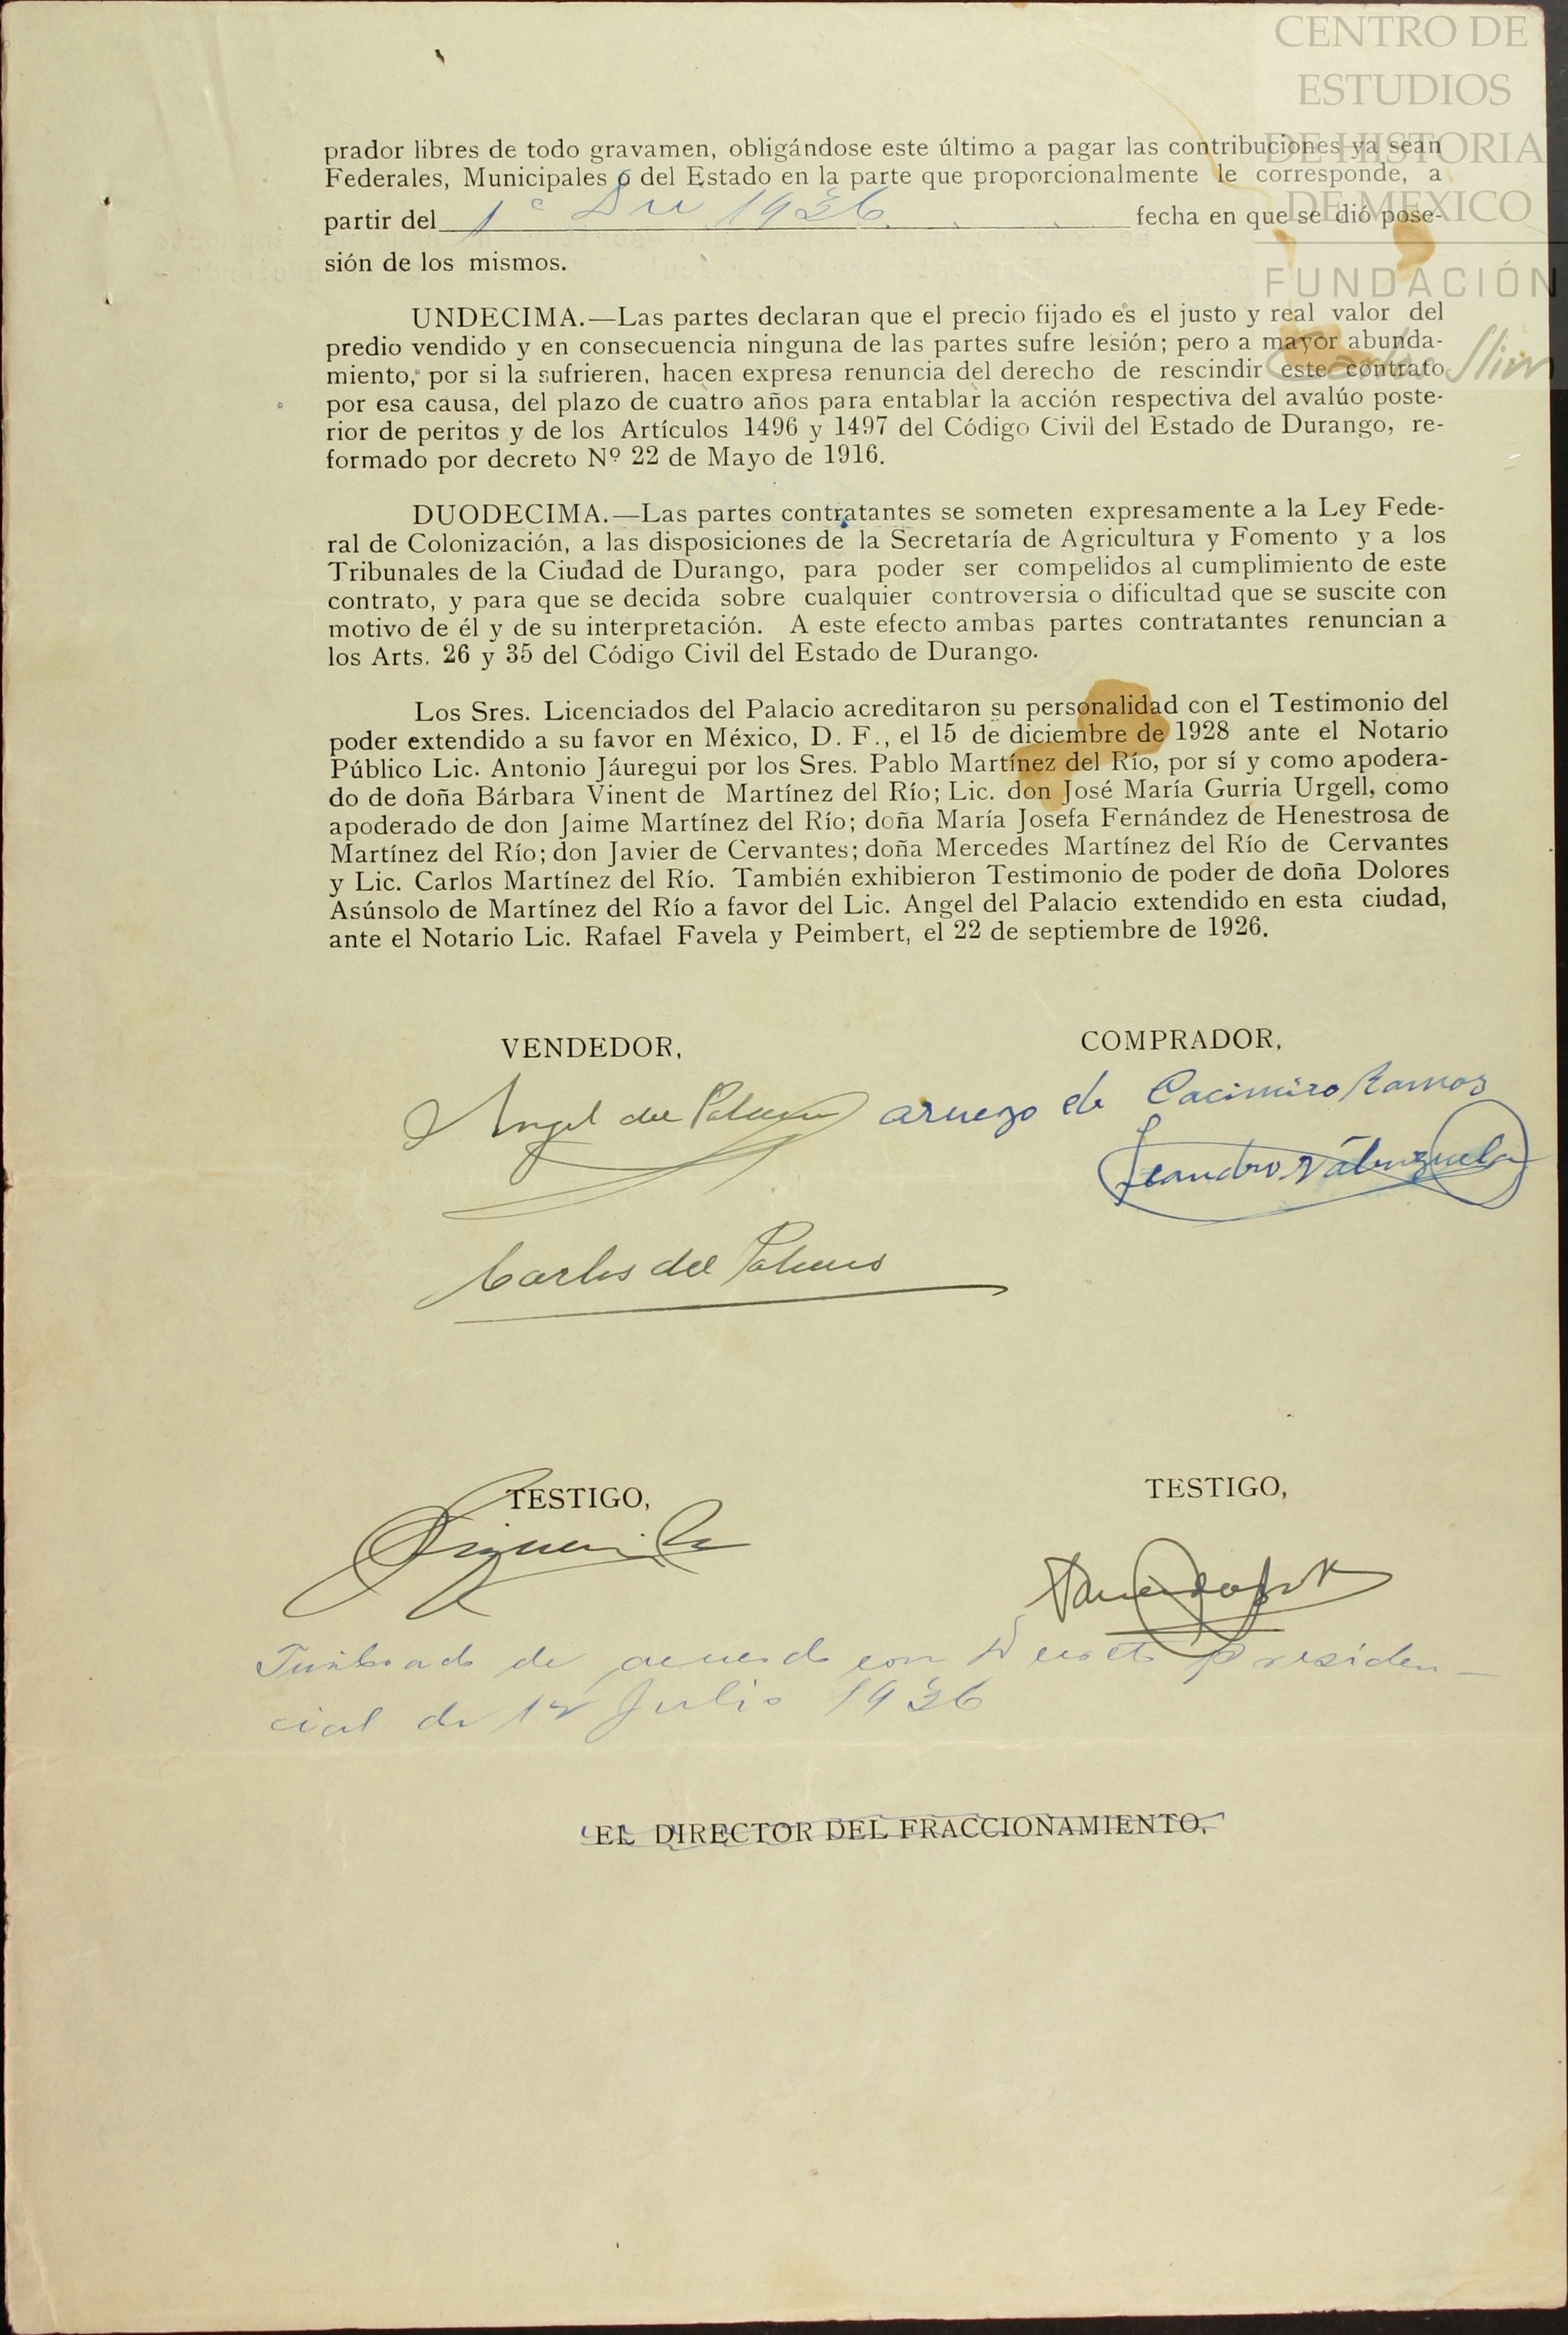 CENTRO DE
ESTUDIOS
DE HISTORIA
DE MEXICO
FUNDACIÓN
Carlos Slim
prador libres de todo gravamen, obligándose este último a pagar las contribuciones ya sean
Federales, Municipales o del Estado en la parte que proporcionalmente le corresponde, a
partir del 1º 1936 fecha en que se dió pose-
sión de los mismos.
UNDECIMA.—Las partes declaran que el precio fijado es el justo y real valor del
predio vendido y en consecuencia ninguna de las partes sufre lesión; pero a mayor abunda-
miento, por si la sufrieren, hacen expresa renuncia del derecho de rescindir este contrato
por esa causa, del plazo de cuatro años para entablar la acción respectiva del avalúo poste-
rior de peritos y de los Artículos 1496 y 1497 del Código Civil del Estado de Durango, re-
formado por decreto Nº 22 de Mayo de 1916.
DUODECIMA.—Las partes contratantes se someten expresamente a la Ley Fede-
ral de Colonización, a las disposiciones de la Secretaría de Agricultura y Fomento y a los
Tribunales de la Ciudad de Durango, para poder ser compelidos al cumplimiento de este
contrato, y para que se decida sobre cualquier controversia o dificultad que se suscite con
motivo de él y de su interpretación. A este efecto ambas partes contratantes renuncian a
los Arts. 26 y 35 del Código Civil del Estado de Durango.
Los Sres. Licenciados del Palacio acreditaron su personalidad con el Testimonio del
poder extendido a su favor en México, D. F., el 15 de diciembre de 1928 ante el Notario
Público Lic. Antonio Jáuregui por los Sres. Pablo Martínez del Río, por sí y como apodera-
do de doña Bárbara Vinent de Martínez del Río; Lic. don José María Gurria Urgell, como
apoderado de don Jaime Martínez del Río; doña María Josefa Fernández de Henestrosa de
Martínez del Río; don Javier de Cervantes; doña Mercedes Martínez del Río de Cervantes
y Lic. Carlos Martínez del Río. También exhibieron Testimonio de poder de doña Dolores
Asúnsolo de Martínez del Río a favor del Lic. Angel del Palacio extendido en esta ciudad,
ante el Notario Lic. Rafael Favela y Peimbert, el 22 de septiembre de 1926.
VENDEDOR,
COMPRADOR,
Angel del Palacio
aruego de Cacimiro Ramos
Leandro Valenzuela
Carlos del Palacio
TESTIGO,
TESTIGO,
Timbrado de acuerdo con Decreto Presiden-
cial de Julio 1936
EL DIRECTOR DEL FRACCIONAMIENTO,